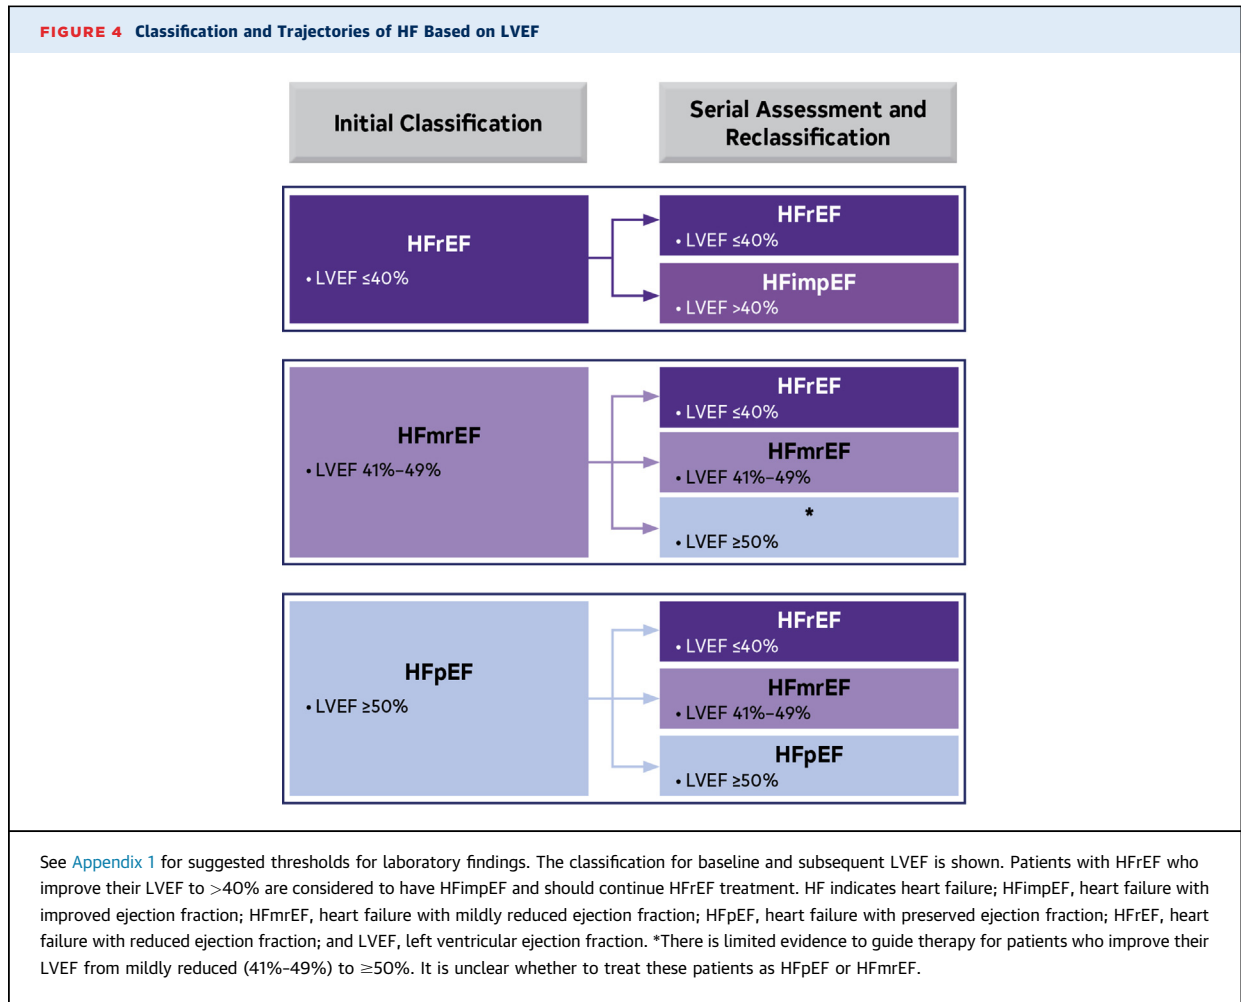 FIGURE 4 Classification and Trajectories of HF Based on LVEF
Initial Classification
Serial Assessment and
Reclassification
HFrEF
• LVEF ≤40%
HFrEF
• LVEF ≤40%
HFimpEF
• LVEF >40%
HFmrEF
• LVEF 41%–49%
HFrEF
• LVEF ≤40%
HFmrEF
• LVEF 41%–49%
*
• LVEF ≥50%
HFpEF
• LVEF ≥50%
HFrEF
• LVEF ≤40%
HFmrEF
• LVEF 41%–49%
HFpEF
• LVEF ≥50%
See Appendix 1 for suggested thresholds for laboratory findings. The classification for baseline and subsequent LVEF is shown. Patients with HFrEF who
improve their LVEF to >40% are considered to have HFimpEF and should continue HFrEF treatment. HF indicates heart failure; HFimpEF, heart failure with
improved ejection fraction; HFmrEF, heart failure with mildly reduced ejection fraction; HFpEF, heart failure with preserved ejection fraction; HFrEF, heart
failure with reduced ejection fraction; and LVEF, left ventricular ejection fraction. *There is limited evidence to guide therapy for patients who improve their
LVEF from mildly reduced (41%-49%) to ≥50%. It is unclear whether to treat these patients as HFpEF or HFmrEF.